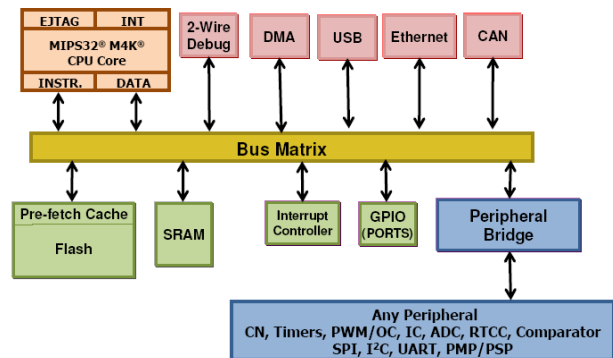 EJTAG INT
MIPS32® M4K®
CPU Core
INSTR. DATA
2-Wire
Debug
DMA
USB
Ethernet
CAN
Bus Matrix
Pre-fetch Cache
Flash
SRAM
Interrupt
Controller
GPIO
(PORTS)
Peripheral
Bridge
Any Peripheral
CN, Timers, PWM/OC, IC, ADC, RTCC, Comparator
SPI, I²C, UART, PMP/PSP